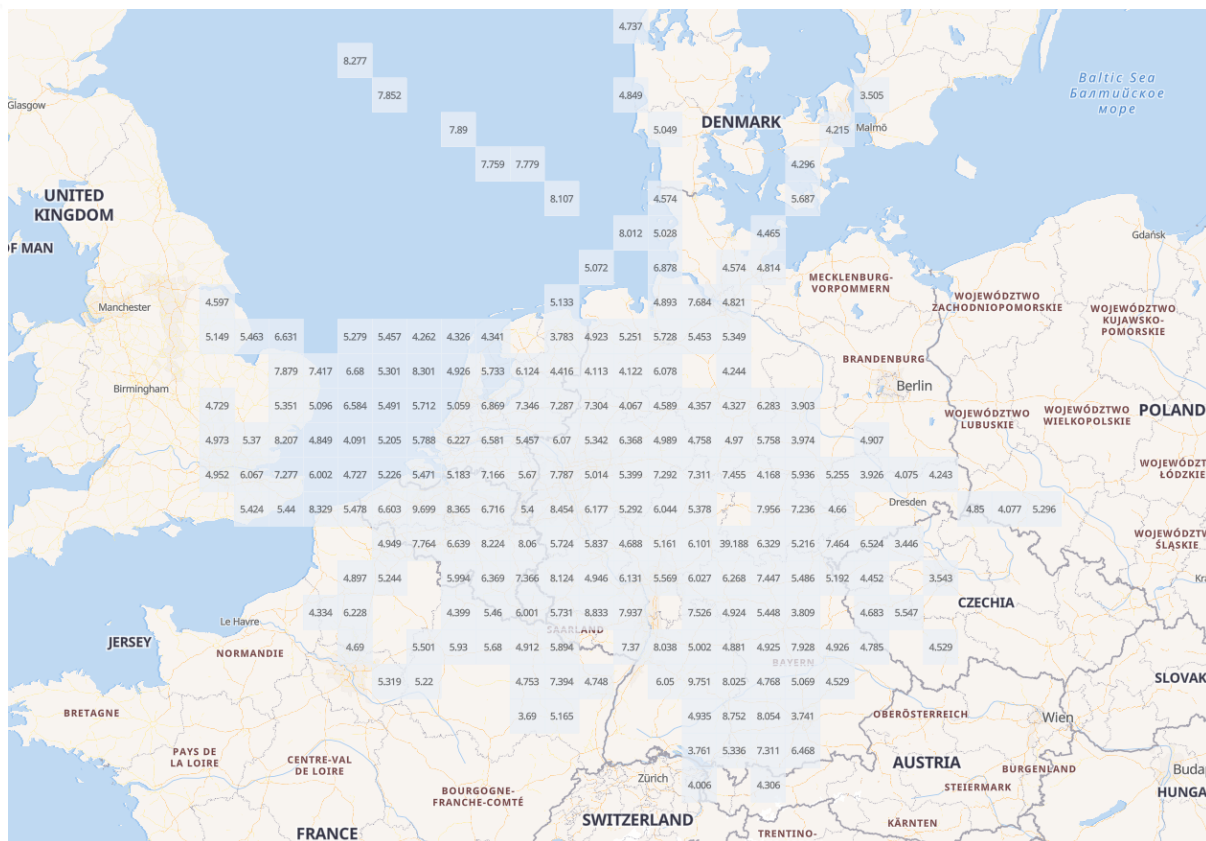 4.737
8.277
7.852 4.849 3.505
Baltic Sea
Балтийское
море
Glasgow
7.89 5.049 4.215
DENMARK
Malmö
7.759 7.779 4.296
UNITED
KINGDOM
8.107 4.574 5.687
8.012 5.028 4.465
Gdańsk
OF MAN
5.072 6.878 4.574 4.814
MECKLENBURG-
VORPOMMERN
Manchester
4.597 5.133 4.893 7.684 4.821
WOJEWÓDZTWO
ZACHODNIOPOMORSKIE
WOJEWÓDZTWO
KUJAWSKO-
POMORSKIE
5.149 5.463 6.631 5.279 5.457 4.262 4.326 4.341 3.783 4.923 5.251 5.728 5.453 5.349
BRANDENBURG
7.879 7.417 6.68 5.301 8.301 4.926 5.733 6.124 4.416 4.113 4.122 6.078 4.244
Birmingham
Berlin
4.729 5.351 5.096 6.584 5.491 5.712 5.059 6.869 7.346 7.287 7.304 4.067 4.589 4.357 4.327 6.283 3.903
WOJEWÓDZTWO
LUBUSKIE
WOJEWÓDZTWO
WIELKOPOLSKIE
POLAND
4.973 5.37 8.207 4.849 4.091 5.205 5.788 6.227 6.581 5.457 6.07 5.342 6.368 4.989 4.758 4.97 5.758 3.974 4.907
4.952 6.067 7.277 6.002 4.727 5.226 5.471 5.183 7.166 5.67 7.787 5.014 5.399 7.292 7.311 7.455 4.168 5.936 5.255 3.926 4.075 4.243
WOJEWÓDZT
ŁÓDZKIE
Dresden
5.424 5.44 8.329 5.478 6.603 9.699 8.365 6.716 5.4 8.454 6.177 5.292 6.044 5.378 7.956 7.236 4.66 4.85 4.077 5.296
4.949 7.764 6.639 8.224 8.06 5.724 5.837 4.688 5.161 6.101 39.188 6.329 5.216 7.464 6.524 3.446
WOJEWÓDZTW
ŚLĄSKIE
4.897 5.244 5.994 6.369 7.366 8.124 4.946 6.131 5.569 6.027 6.268 7.447 5.486 5.192 4.452 3.543
Kra
CZECHIA
4.334 6.228 4.399 5.46 6.001 5.731 8.833 7.937 7.526 4.924 5.448 3.809 4.683 5.547
Le Havre
SAARLAND
JERSEY
NORMANDIE
4.69 5.501 5.93 5.68 4.912 5.894 7.37 8.038 5.002 4.881 4.925 7.928 4.926 4.785 4.529
BAYERN
5.319 5.22 4.753 7.394 4.748 6.05 9.751 8.025 4.768 5.069 4.529
SLOVAK
BRETAGNE
3.69 5.165 4.935 8.752 8.054 3.741
OBERÖSTERREICH
Wien
PAYS DE
LA LOIRE
CENTRE-VAL
DE LOIRE
3.761 5.336 7.311 6.468
AUSTRIA
BURGENLAND
Budap
Zürich
4.006 4.306
STEIERMARK
HUNGA
BOURGOGNE-
FRANCHE-COMTÉ
SWITZERLAND
KÄRNTEN
FRANCE
TRENTINO-